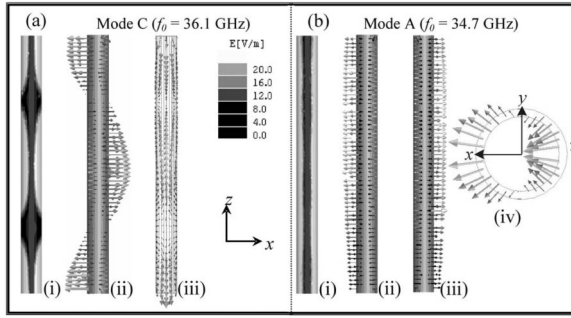 (a) Mode C (f₀ = 36.1 GHz)
E[V/m]
20.0
16.0
12.0
8.0
4.0
0.0
z
x
(i) (ii) (iii)
(b) Mode A (f₀ = 34.7 GHz)
y
x
(iv)
(i) (ii) (iii)